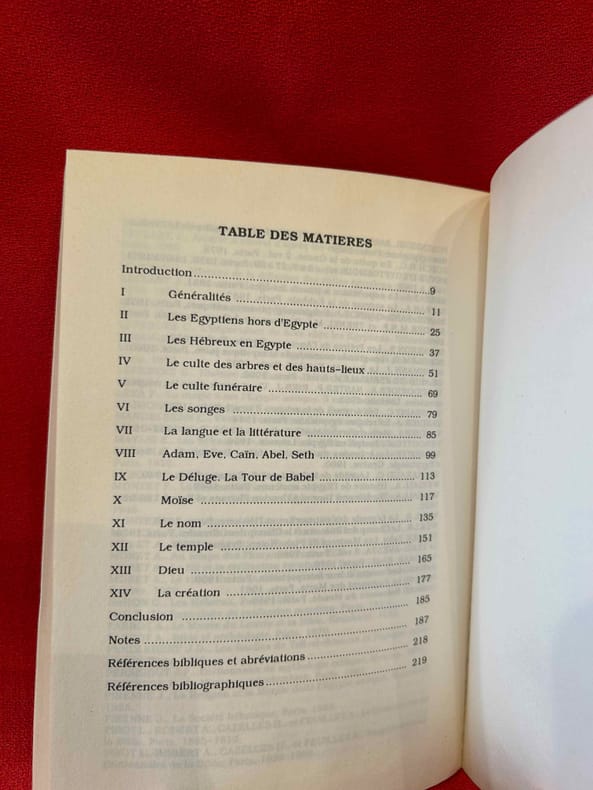 TABLE DES MATIERES
Introduction..........9
I Généralités .......... 11
II Les Egyptiens hors d'Egypte .......... 25
III Les Hébreux en Egypte .......... 37
IV Le culte des arbres et des hauts-lieux .......... 51
V Le culte funéraire .......... 69
VI Les songes .......... 79
VII La langue et la littérature .......... 85
VIII Adam, Eve, Caïn, Abel, Seth .......... 99
IX Le Déluge, La Tour de Babel .......... 113
X Moïse .......... 117
XI Le nom .......... 135
XII Le temple .......... 151
XIII Dieu .......... 165
XIV La création .......... 177
Conclusion .......... 185
Notes .......... 187
Références bibliques et abréviations .......... 218
Références bibliographiques .......... 219